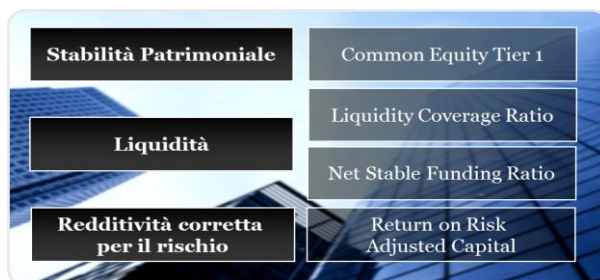 Stabilità Patrimoniale
Common Equity Tier 1
Liquidità
Liquidity Coverage Ratio
Net Stable Funding Ratio
Redditività corretta
per il rischio
Return on Risk
Adjusted Capital